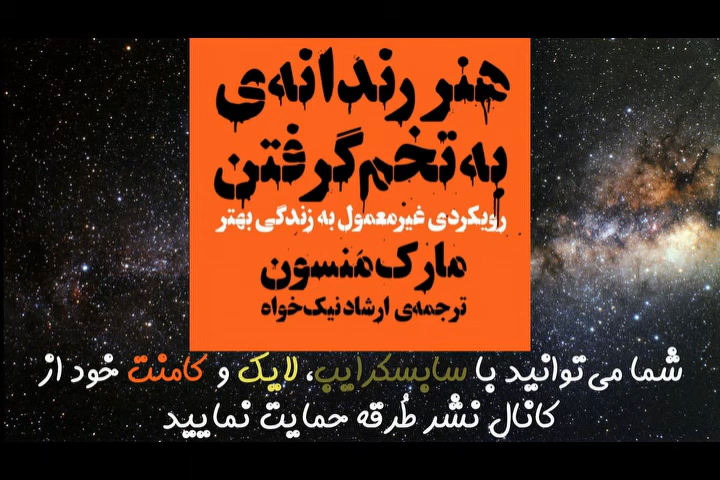 هنر رندانه‌ی
به تخم گرفتن
رویکردی غیرمعمول به زندگی بهتر
مارک منسون
ترجمه‌ی ارشاد نیک‌خواه
شما می‌توانید با سابسکرایب، لایک و کامنت خود از
کانال نشر طُرقه حمایت نمایید